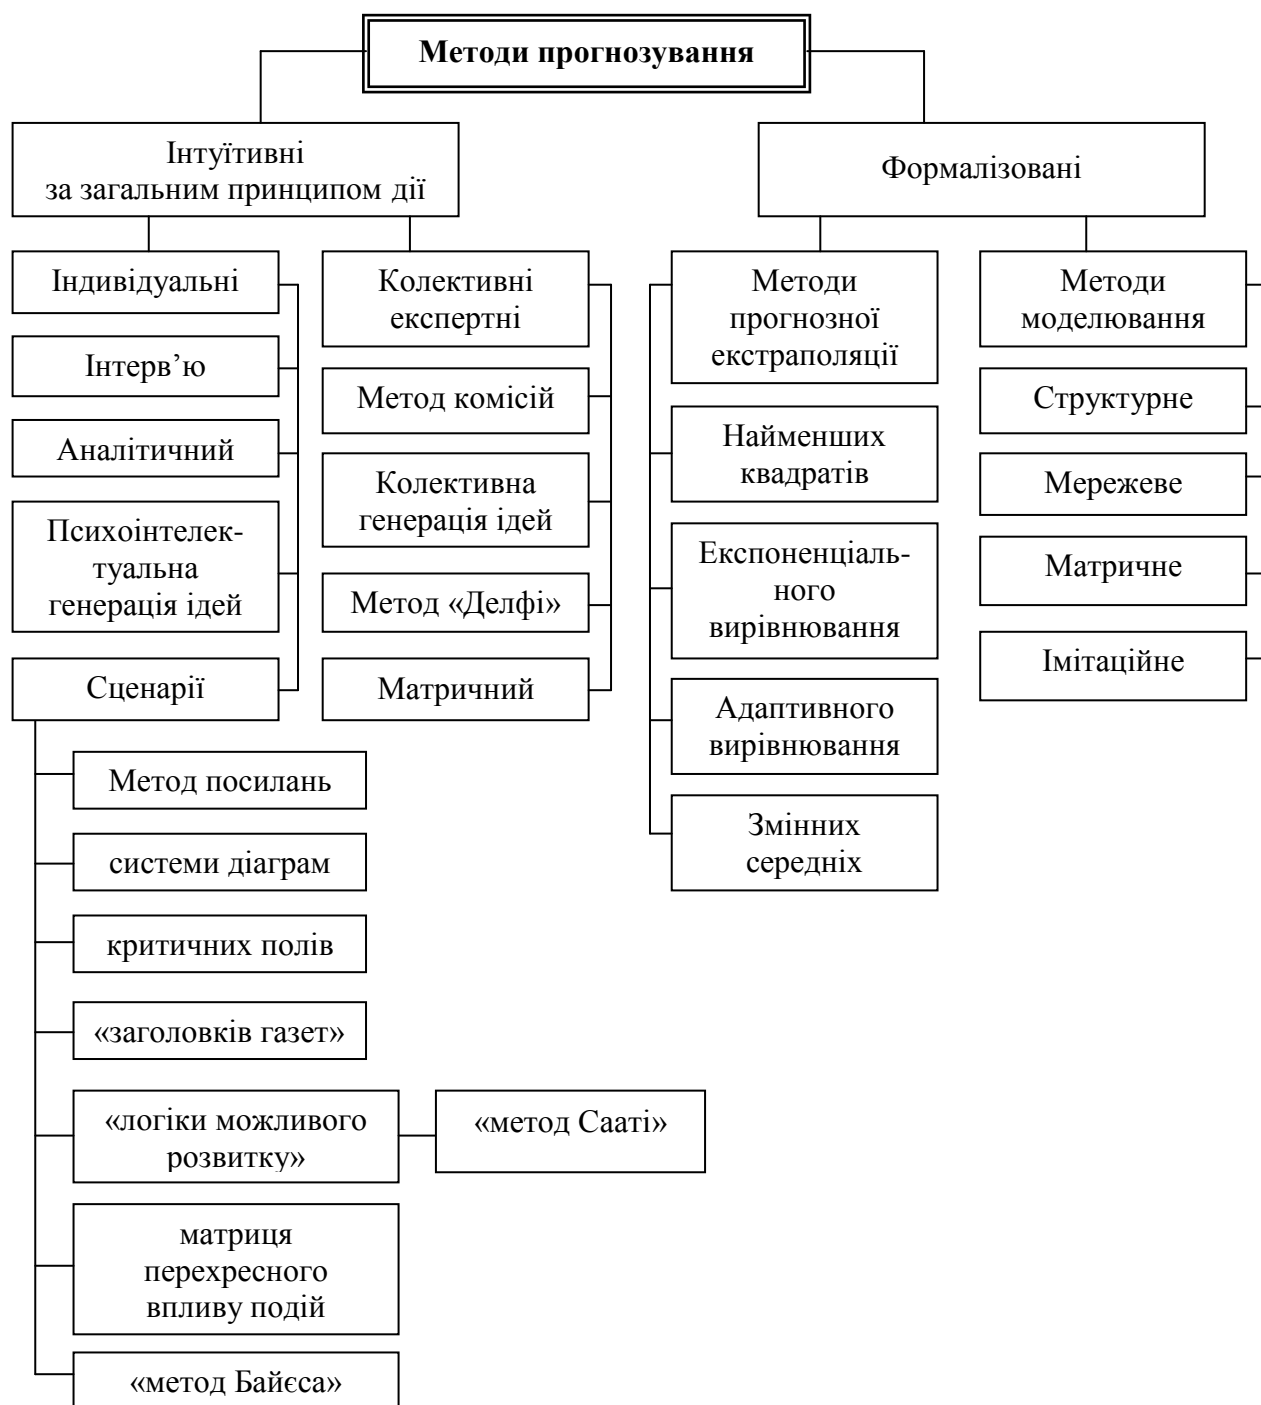 Методи прогнозування
Інтуїтивні
за загальним принципом дії
Формалізовані
Індивідуальні
Інтерв’ю
Аналітичний
Психоінтелек-
туальна
генерація ідей
Сценарії
Колективні
експертні
Метод комісій
Колективна
генерація ідей
Метод «Делфі»
Матричний
Методи
прогнозної
екстраполяції
Найменших
квадратів
Експоненціаль-
ного
вирівнювання
Адаптивного
вирівнювання
Змінних
середніх
Методи
моделювання
Структурне
Мережеве
Матричне
Імітаційне
Метод посилань
системи діаграм
критичних полів
«заголовків газет»
«логіки можливого
розвитку»
«метод Сааті»
матриця
перехресного
впливу подій
«метод Байєса»